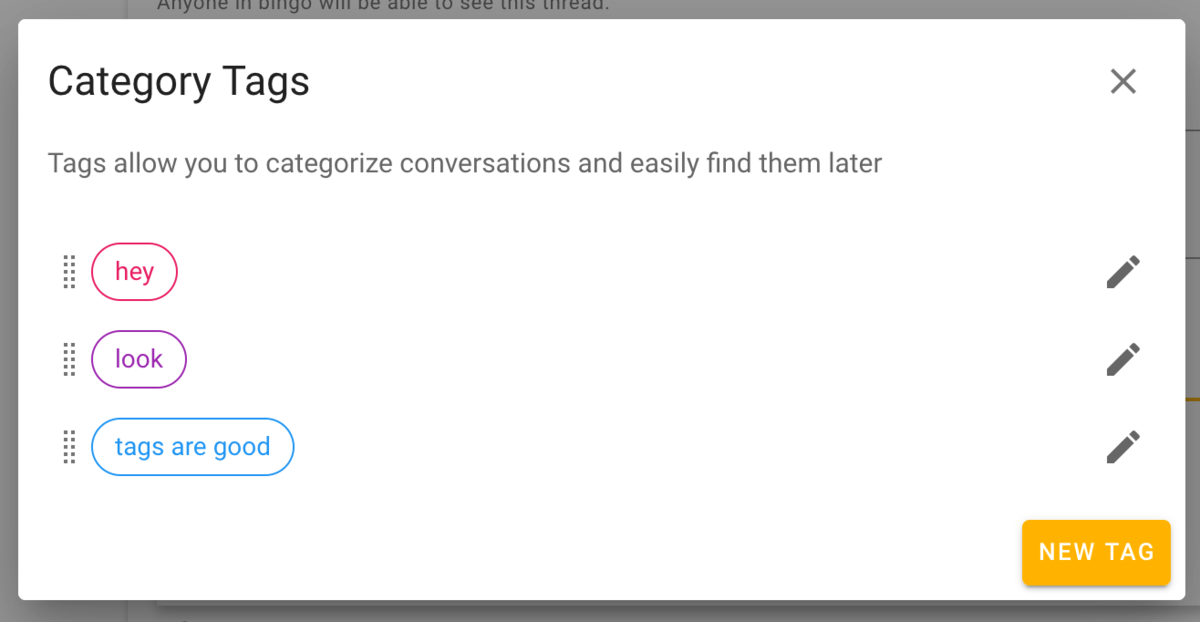 Anyone in bingo will be able to see this thread.
Category Tags
Tags allow you to categorize conversations and easily find them later
hey
look
tags are good
NEW TAG